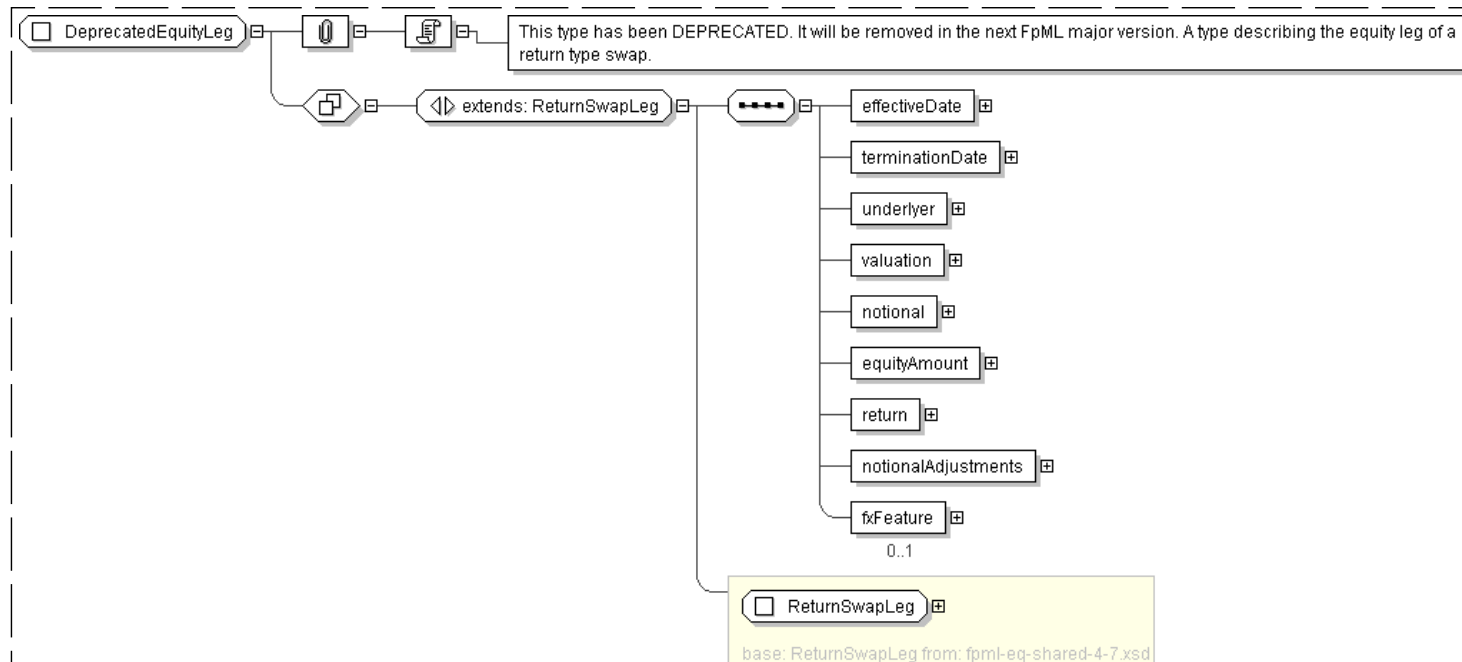 DeprecatedEquityLeg
This type has been DEPRECATED. It will be removed in the next FpML major version. A type describing the equity leg of a
return type swap.
extends: ReturnSwapLeg
effectiveDate
terminationDate
underlyer
valuation
notional
equityAmount
return
notionalAdjustments
fxFeature
0..1
ReturnSwapLeg
base: ReturnSwapLeg from: fpml-eq-shared-4-7.xsd